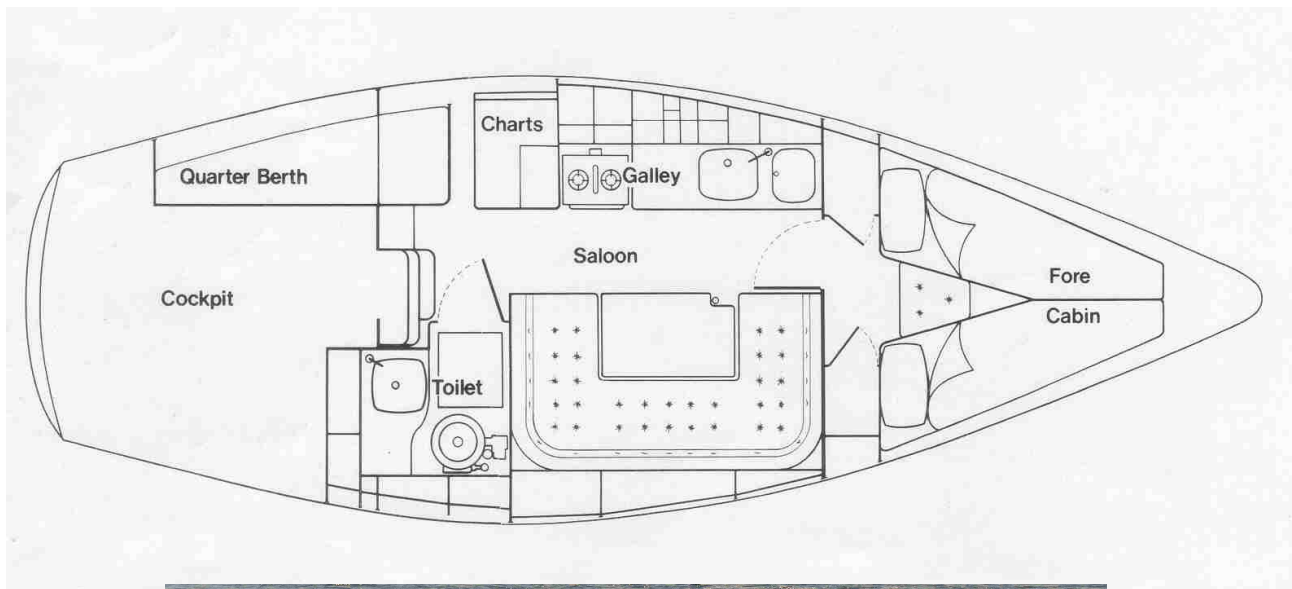 Charts
Quarter Berth
Galley
Saloon
Cockpit
Fore
Cabin
Toilet